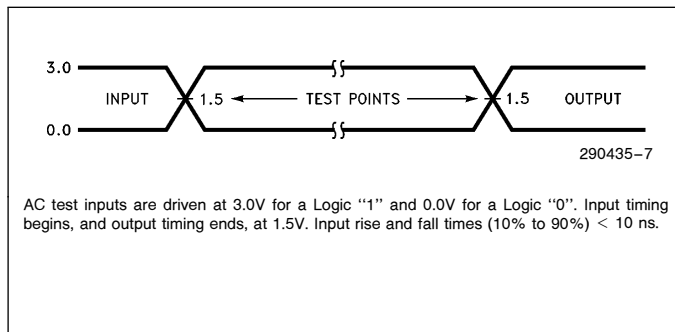 3.0
INPUT 1.5 TEST POINTS 1.5 OUTPUT
0.0
290435–7
AC test inputs are driven at 3.0V for a Logic ‘‘1’’ and 0.0V for a Logic ‘‘0’’. Input timing
begins, and output timing ends, at 1.5V. Input rise and fall times (10% to 90%) < 10 ns.